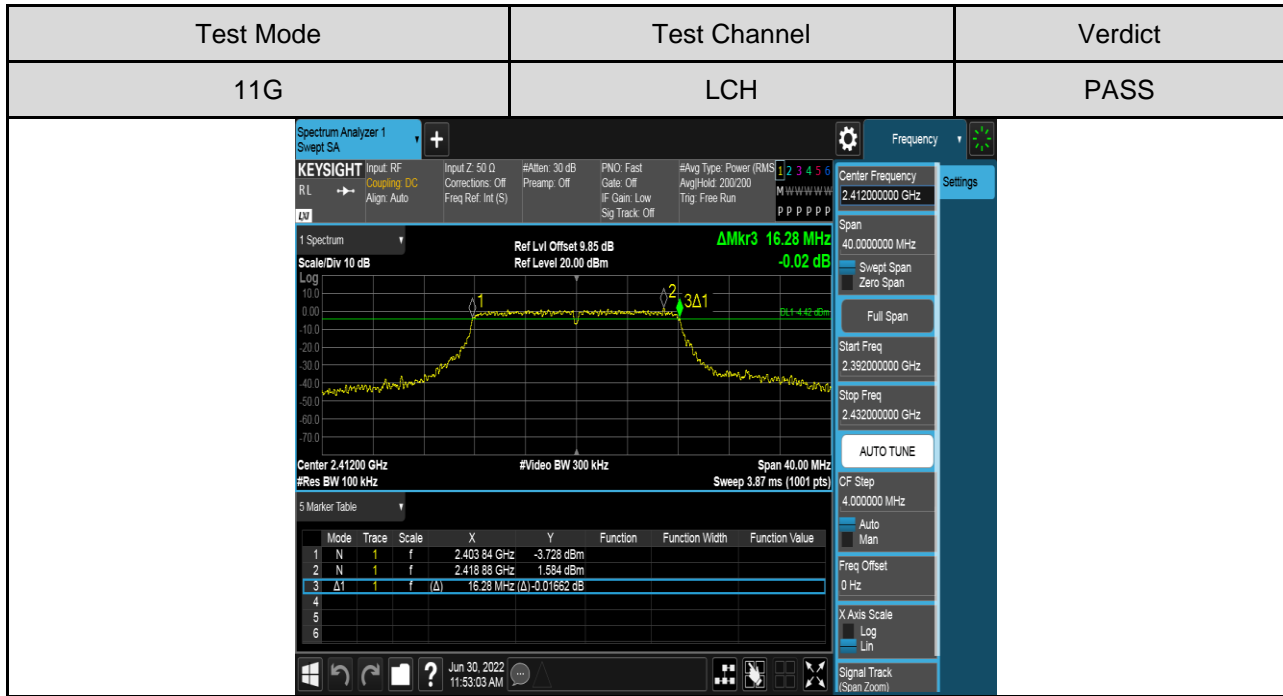 Test Mode Test Channel Verdict
11G LCH PASS
Spectrum Analyzer 1
Swept SA
+
Frequency
KEYSIGHT
RL
LXI
Input: RF
Coupling: DC
Align: Auto
Input Z: 50 Ω
Corrections: Off
Freq Ref: Int (S)
#Atten: 30 dB
Preamp: Off
PNO: Fast
Gate: Off
IF Gain: Low
Sig Track: Off
#Avg Type: Power (RMS
Avg|Hold: 200/200
Trig: Free Run
1 2 3 4 5 6
M W W W W W
P P P P P P
Center Frequency
2.412000000 GHz
Settings
Span
40.0000000 MHz
Swept Span
Zero Span
Full Span
Start Freq
2.392000000 GHz
Stop Freq
2.432000000 GHz
AUTO TUNE
CF Step
4.000000 MHz
Auto
Man
Freq Offset
0 Hz
X Axis Scale
Log
Lin
Signal Track
(Span Zoom)
1 Spectrum
Scale/Div 10 dB
Ref Lvl Offset 9.85 dB
Ref Level 20.00 dBm
ΔMkr3 16.28 MHz
-0.02 dB
Log
10.0
0.00
-10.0
-20.0
-30.0
-40.0
-50.0
-60.0
-70.0
1
2
3Δ1
DL1 -4.42 dBm
Center 2.41200 GHz #Video BW 300 kHz Span 40.00 MHz
#Res BW 100 kHz Sweep 3.87 ms (1001 pts)
5 Marker Table
Mode Trace Scale X Y Function Function Width Function Value
1 N 1 f 2.403 84 GHz -3.728 dBm
2 N 1 f 2.418 88 GHz 1.584 dBm
3 Δ1 1 f (Δ) 16.28 MHz (Δ) -0.01662 dB
4
5
6
?
Jun 30, 2022
11:53:03 AM